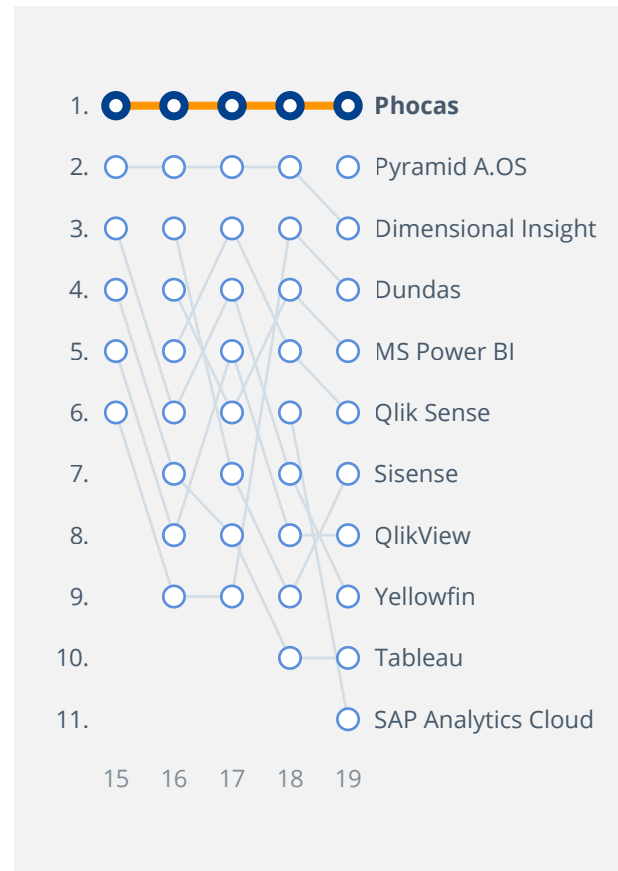 1. Phocas
2. Pyramid A.OS
3. Dimensional Insight
4. Dundas
5. MS Power BI
6. Qlik Sense
7. Sisense
8. QlikView
9. Yellowfin
10. Tableau
11. SAP Analytics Cloud
15 16 17 18 19